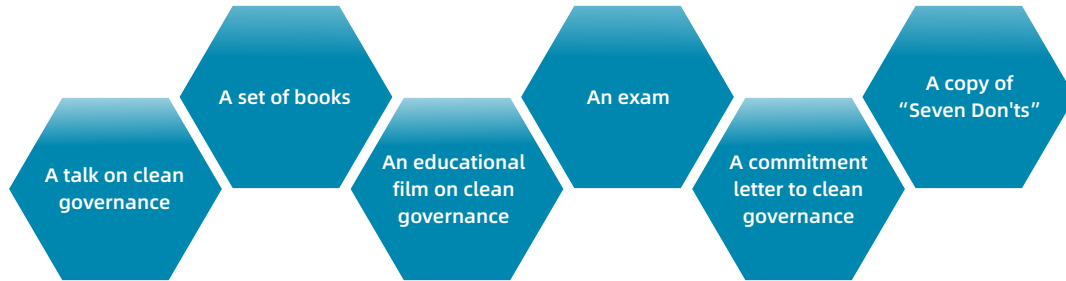 A talk on clean
governance
A set of books
An educational
film on clean
governance
An exam
A commitment
letter to clean
governance
A copy of
“Seven Don'ts”